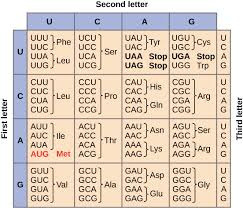 Second letter
U C A G
First letter
U
UUU UUC Phe
UUA UUG Leu
UCU UCC UCA UCG Ser
UAU UAC Tyr
UAA Stop
UAG Stop
UGU UGC Cys
UGA Stop
UGG Trp
U C A G
C
CUU CUC CUA CUG Leu
CCU CCC CCA CCG Pro
CAU CAC His
CAA CAG Gln
CGU CGC CGA CGG Arg
U C A G
A
AUU AUC AUA Ile
AUG Met
ACU ACC ACA ACG Thr
AAU AAC Asn
AAA AAG Lys
AGU AGC Ser
AGA AGG Arg
U C A G
G
GUU GUC GUA GUG Val
GCU GCC GCA GCG Ala
GAU GAC Asp
GAA GAG Glu
GGU GGC GGA GGG Gly
U C A G
Third letter